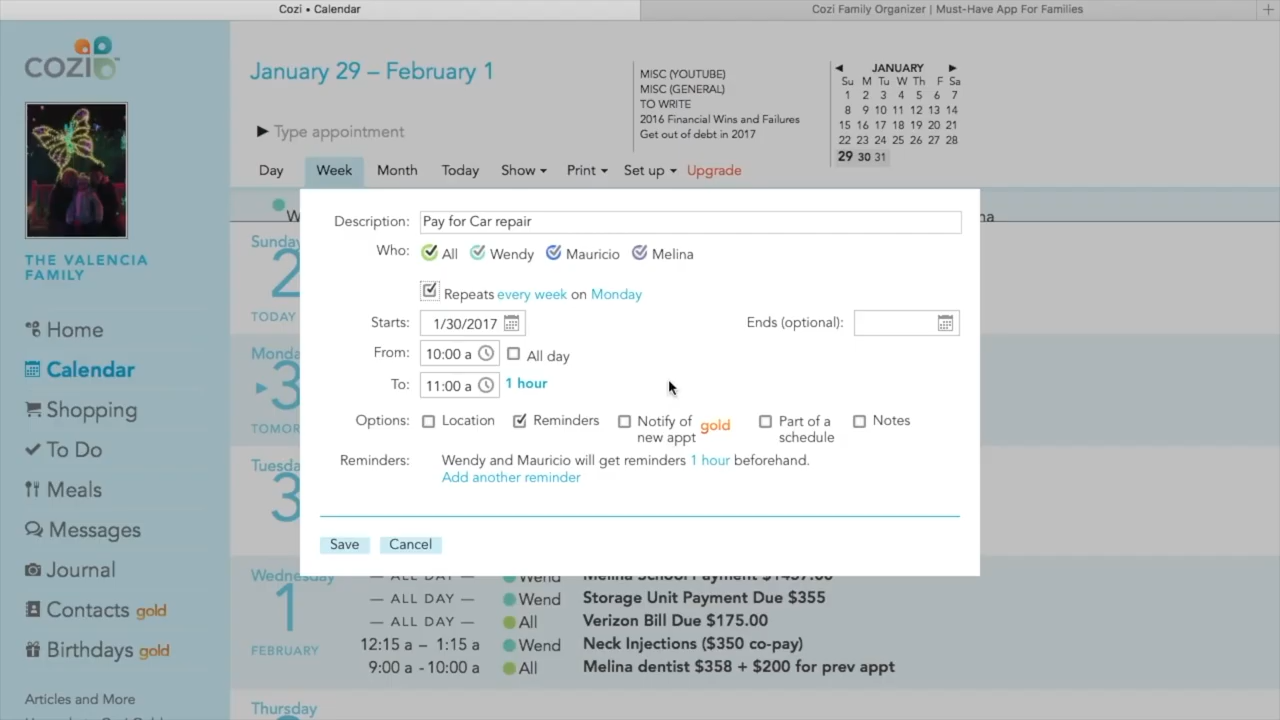 Cozi • Calendar
Cozi Family Organizer | Must-Have App For Families
COZI™
January 29 – February 1
MISC (YOUTUBE)
MISC (GENERAL)
TO WRITE
2016 Financial Wins and Failures
Get out of debt in 2017
JANUARY
Su M Tu W Th F Sa
1 2 3 4 5 6 7
8 9 10 11 12 13 14
15 16 17 18 19 20 21
22 23 24 25 26 27 28
29 30 31
Type appointment
Day Week Month Today Show Print Set up Upgrade
THE VALENCIA
FAMILY
Home
Calendar
Shopping
To Do
Meals
Messages
Journal
Contacts gold
Birthdays gold
Articles and More
Sunday
TODAY
Description: Pay for Car repair
Who: All Wendy Mauricio Melina
Repeats every week on Monday
Starts: 1/30/2017 Ends (optional):
From: 10:00 a All day
To: 11:00 a 1 hour
Options: Location Reminders Notify of new appt gold Part of a schedule Notes
Reminders: Wendy and Mauricio will get reminders 1 hour beforehand.
Add another reminder
Save Cancel
Wednesday
1
FEBRUARY
— ALL DAY — Wend Melina School Payment $1437.00
— ALL DAY — Wend Storage Unit Payment Due $355
— ALL DAY — All Verizon Bill Due $175.00
12:15 a – 1:15 a Wend Neck Injections ($350 co-pay)
9:00 a - 10:00 a All Melina dentist $358 + $200 for prev appt
Thursday